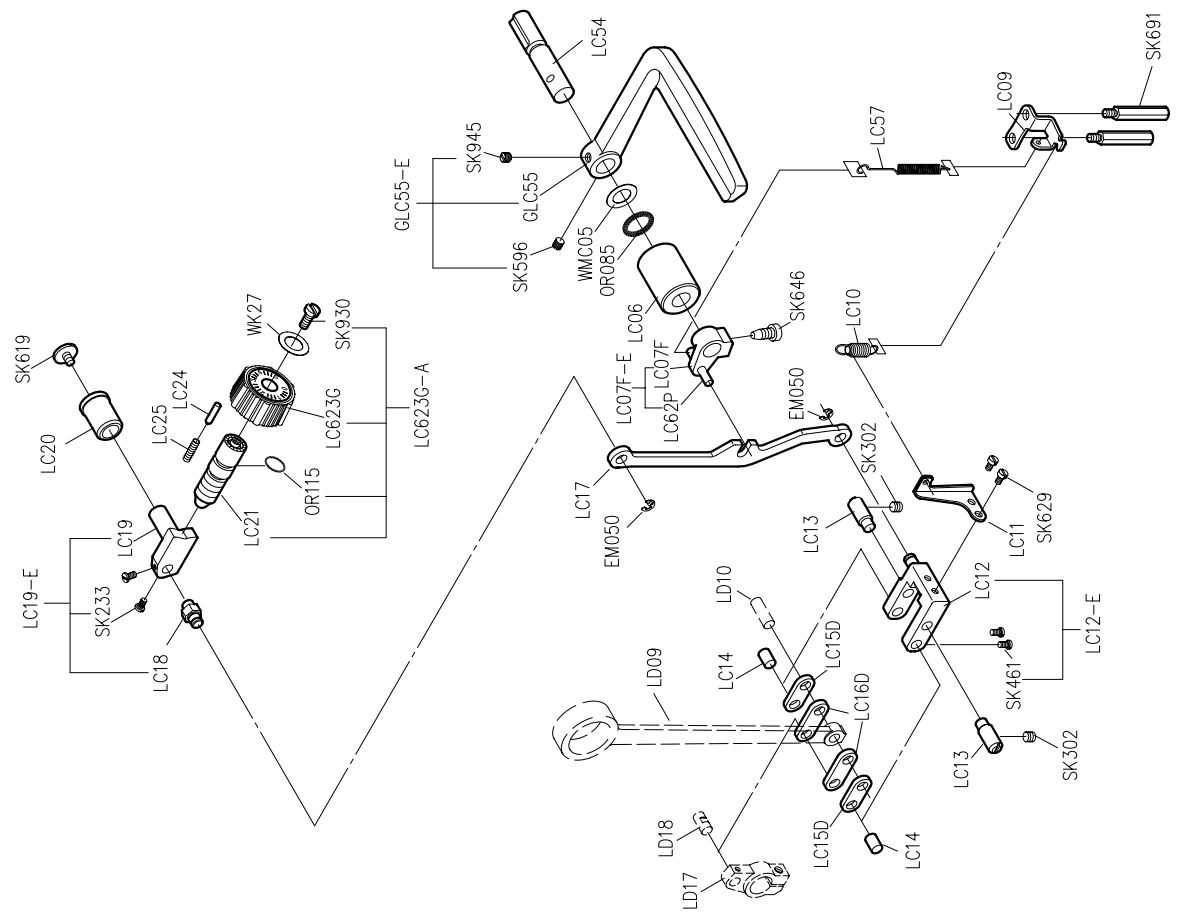 LC54
SK691
SK945
GLC55-E
GLC55
LC09
LC57
SK596
WMC05
OR085
WK27
SK930
LC06
SK646
LC10
SK619
LC24
LC25
LC20
LC623G
LC623G-A
LC07F-E
LC07F
LC62P
EM050
SK302
OR115
LC21
LC17
LC19
LC19-E
SK233
EM050
LC13
SK629
LC11
LC18
LD10
LC12
LC12-E
LC14
LC15D
LD09
LC16D
SK461
LC13
SK302
LD18
LC15D
LC14
LD17